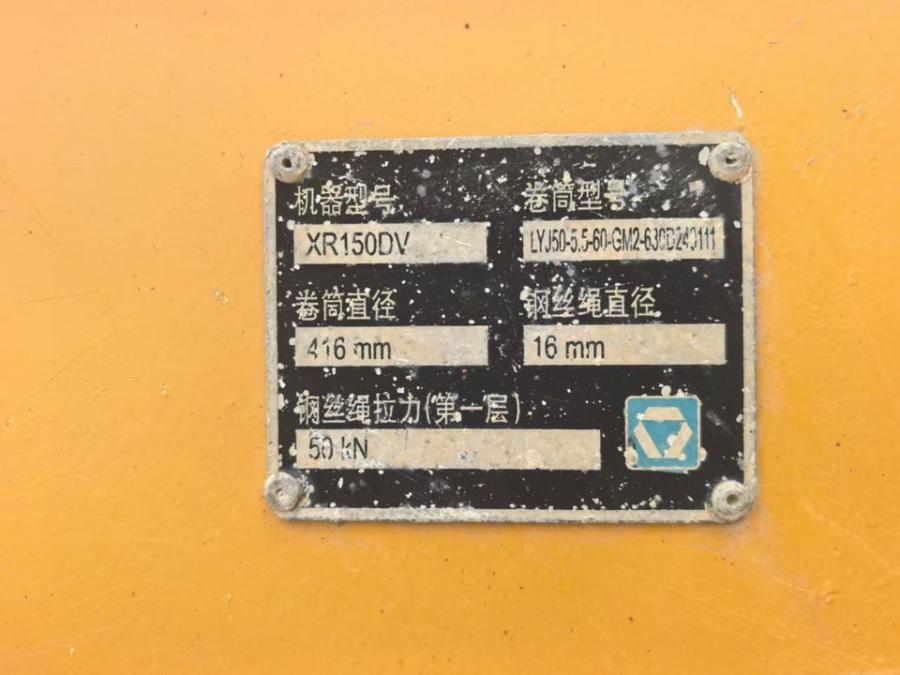 机器型号
XR150DV
卷筒型号
LYJ50-5.5-60-GM2-630D240111
卷筒直径
416 mm
钢丝绳直径
16 mm
钢丝绳拉力(第一层)
50 kN